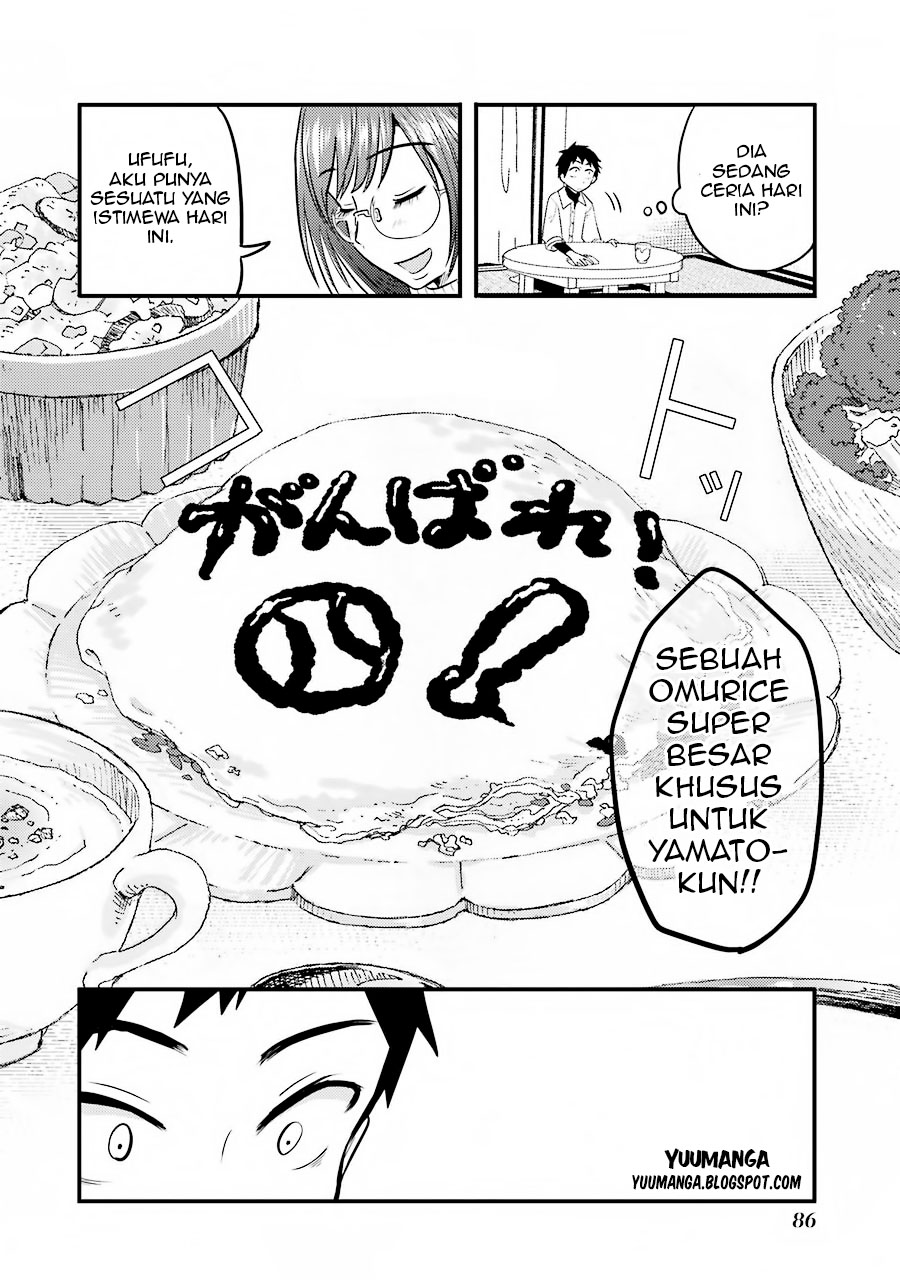 DIA
SEDANG
CERIA HARI
INI?
UFUFU,
AKU PUNYA
SESUATU YANG
ISTIMEWA HARI
INI.
コトッ
がんばれ!
SEBUAH
OMURICE
SUPER
BESAR
KHUSUS
UNTUK
YAMATO-
KUN!!
YUUMANGA
YUUMANGA.BLOGSPOT.COM
86